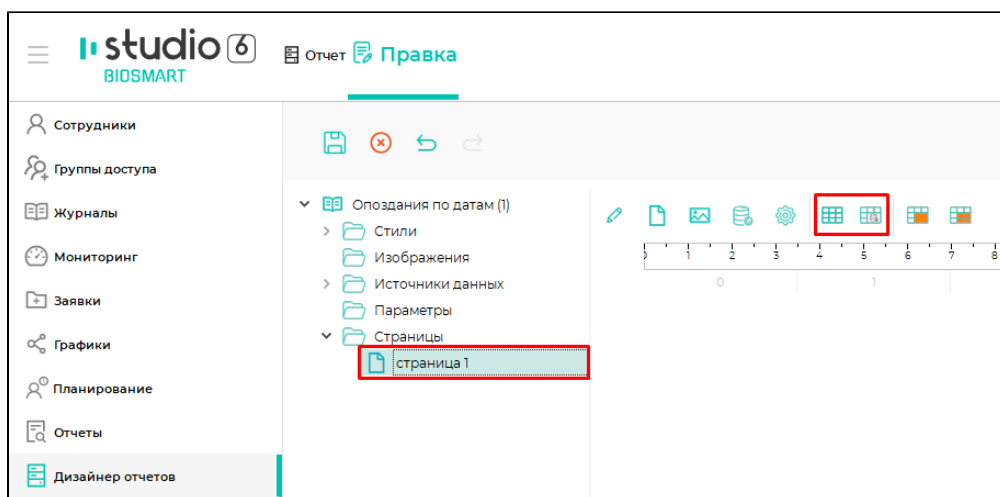 studio 6
BIOSMART
Отчет
Правка
Сотрудники
Группы доступа
Журналы
Мониторинг
Заявки
Графики
Планирование
Отчеты
Дизайнер отчетов
Опоздания по датам (1)
Стили
Изображения
Источники данных
Параметры
Страницы
страница 1
0 1 2 3 4 5 6 7 8
0 1